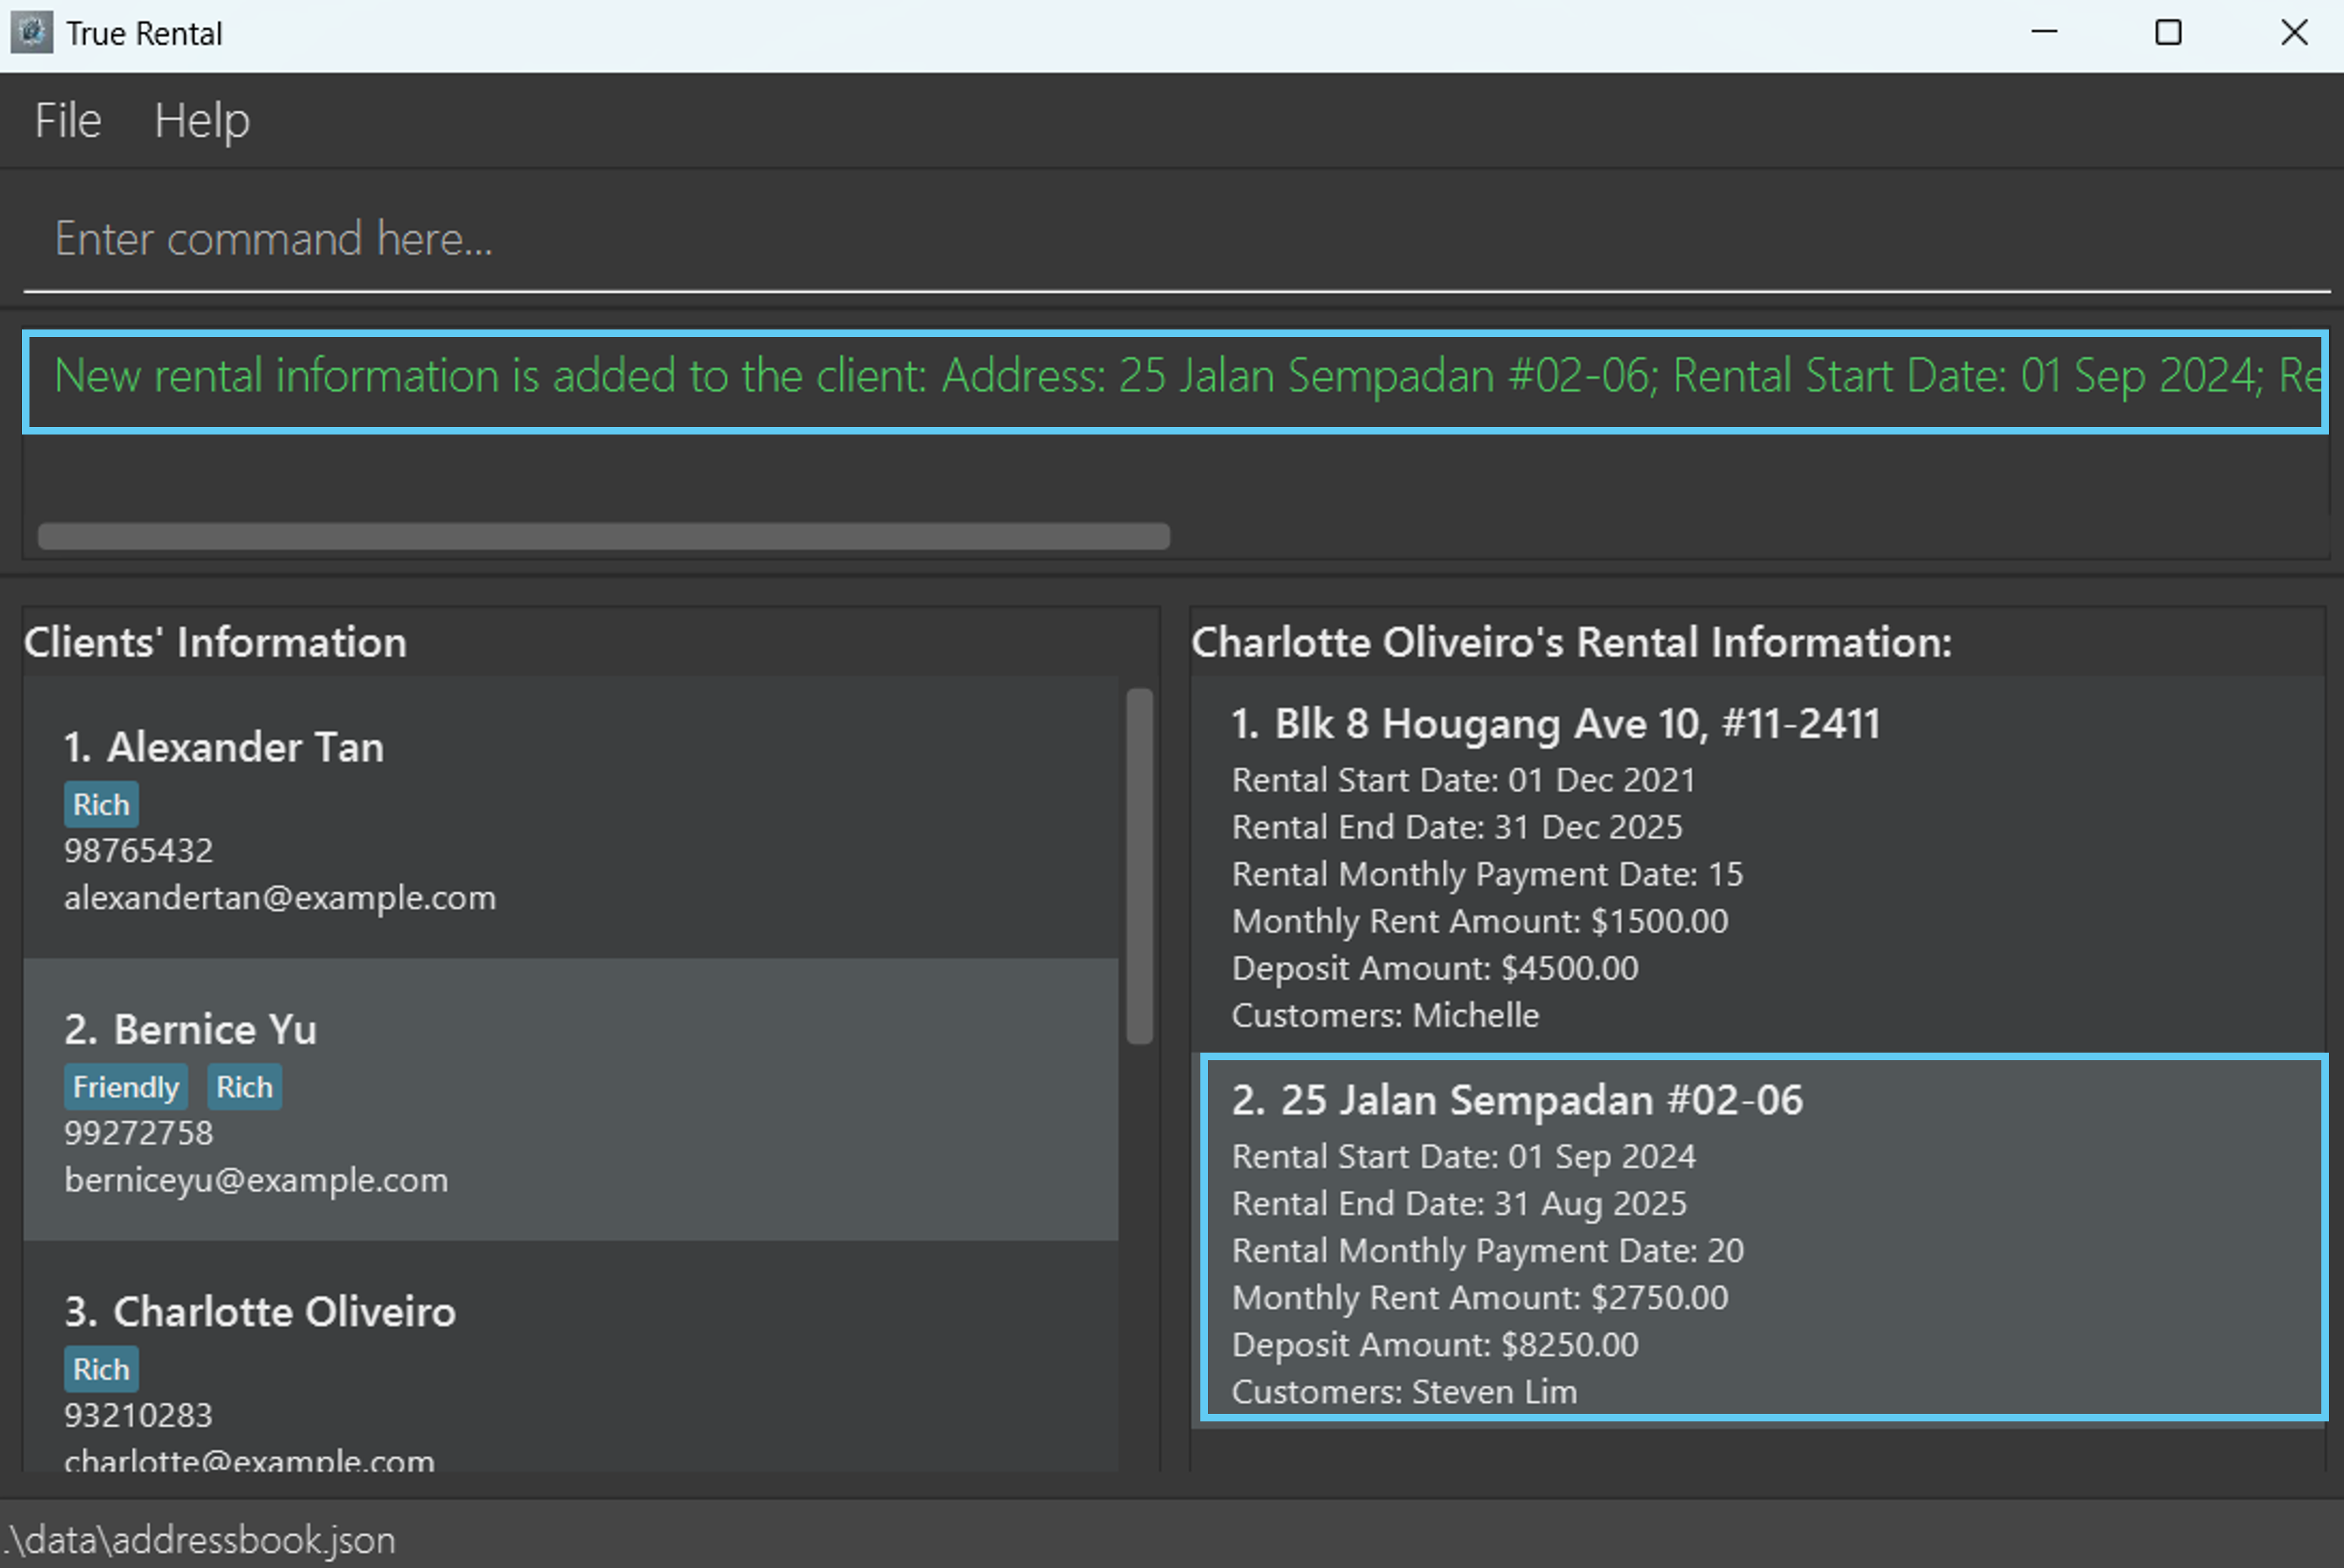 True Rental
File Help
Enter command here...
New rental information is added to the client: Address: 25 Jalan Sempadan #02-06; Rental Start Date: 01 Sep 2024; Re
Clients' Information
1. Alexander Tan
Rich
98765432
alexandertan@example.com
2. Bernice Yu
Friendly Rich
99272758
berniceyu@example.com
3. Charlotte Oliveiro
Rich
93210283
charlotte@example.com
Charlotte Oliveiro's Rental Information:
1. Blk 8 Hougang Ave 10, #11-2411
Rental Start Date: 01 Dec 2021
Rental End Date: 31 Dec 2025
Rental Monthly Payment Date: 15
Monthly Rent Amount: $1500.00
Deposit Amount: $4500.00
Customers: Michelle
2. 25 Jalan Sempadan #02-06
Rental Start Date: 01 Sep 2024
Rental End Date: 31 Aug 2025
Rental Monthly Payment Date: 20
Monthly Rent Amount: $2750.00
Deposit Amount: $8250.00
Customers: Steven Lim
.\data\addressbook.json